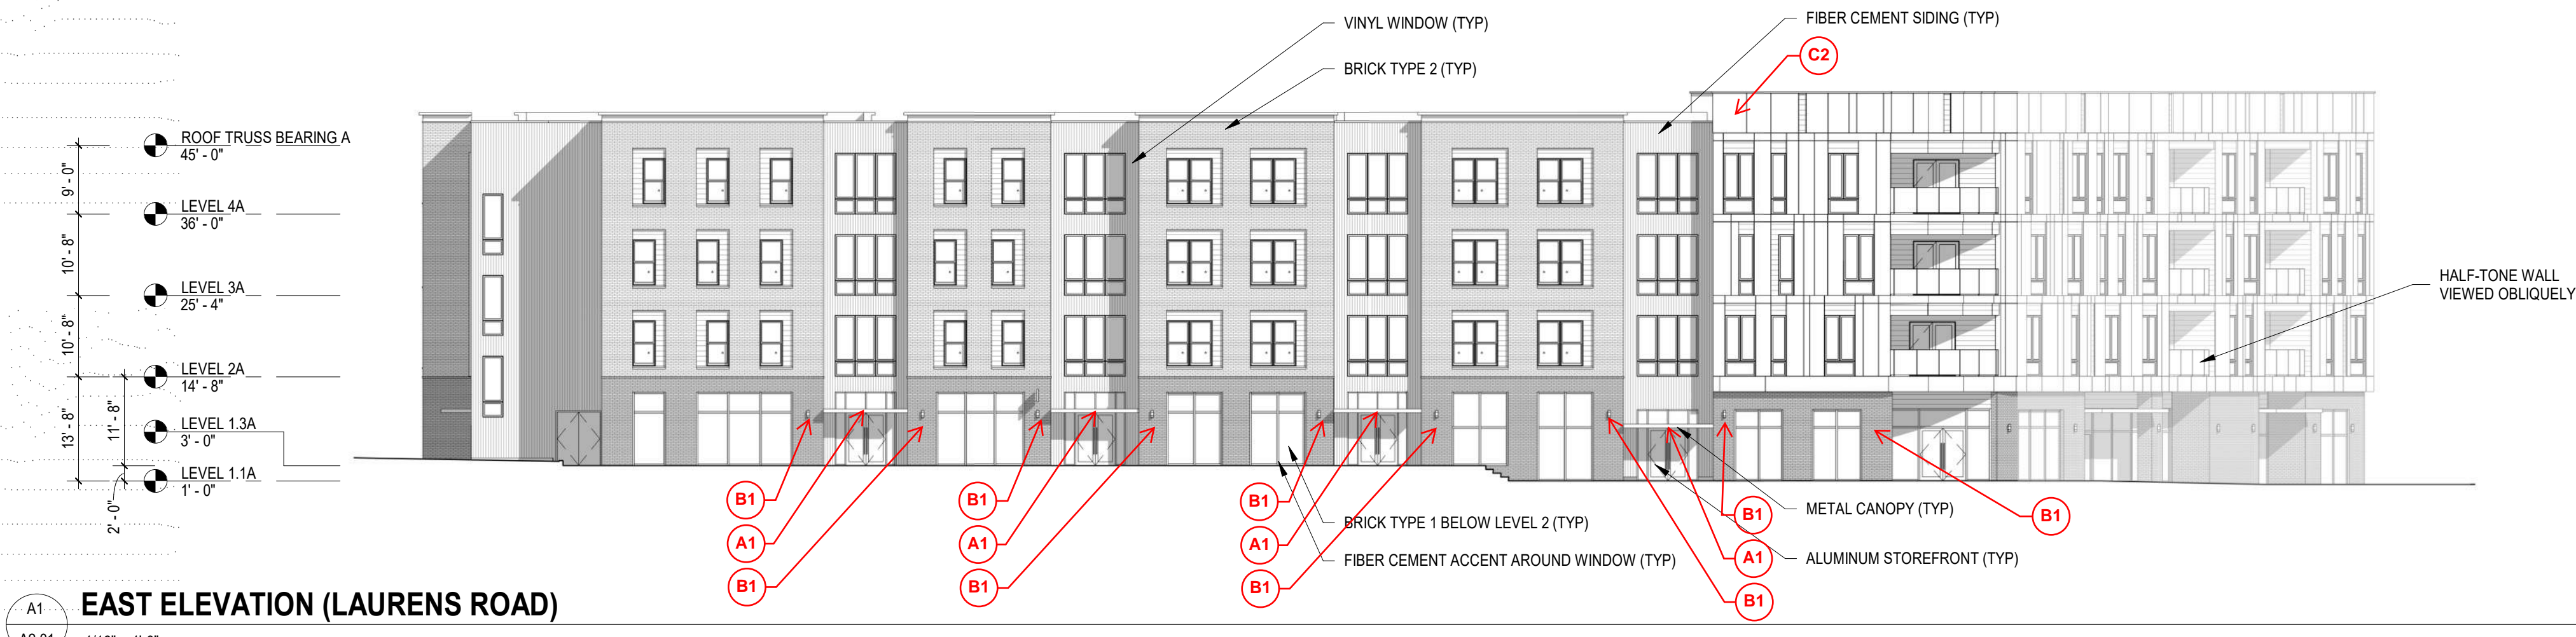 VINYL WINDOW (TYP)
FIBER CEMENT SIDING (TYP)
C2
BRICK TYPE 2 (TYP)
ROOF TRUSS BEARING A
45' - 0"
9' - 0"
LEVEL 4A
36' - 0"
10' - 8"
LEVEL 3A
25' - 4"
10' - 8"
LEVEL 2A
14' - 8"
13' - 8"
11' - 8"
LEVEL 1.3A
3' - 0"
LEVEL 1.1A
1' - 0"
2' - 0"
HALF-TONE WALL
VIEWED OBLIQUELY
B1
A1
B1
B1
A1
B1
B1
A1
B1
BRICK TYPE 1 BELOW LEVEL 2 (TYP)
FIBER CEMENT ACCENT AROUND WINDOW (TYP)
B1
A1
B1
METAL CANOPY (TYP)
ALUMINUM STOREFRONT (TYP)
B1
A1
EAST ELEVATION (LAURENS ROAD)